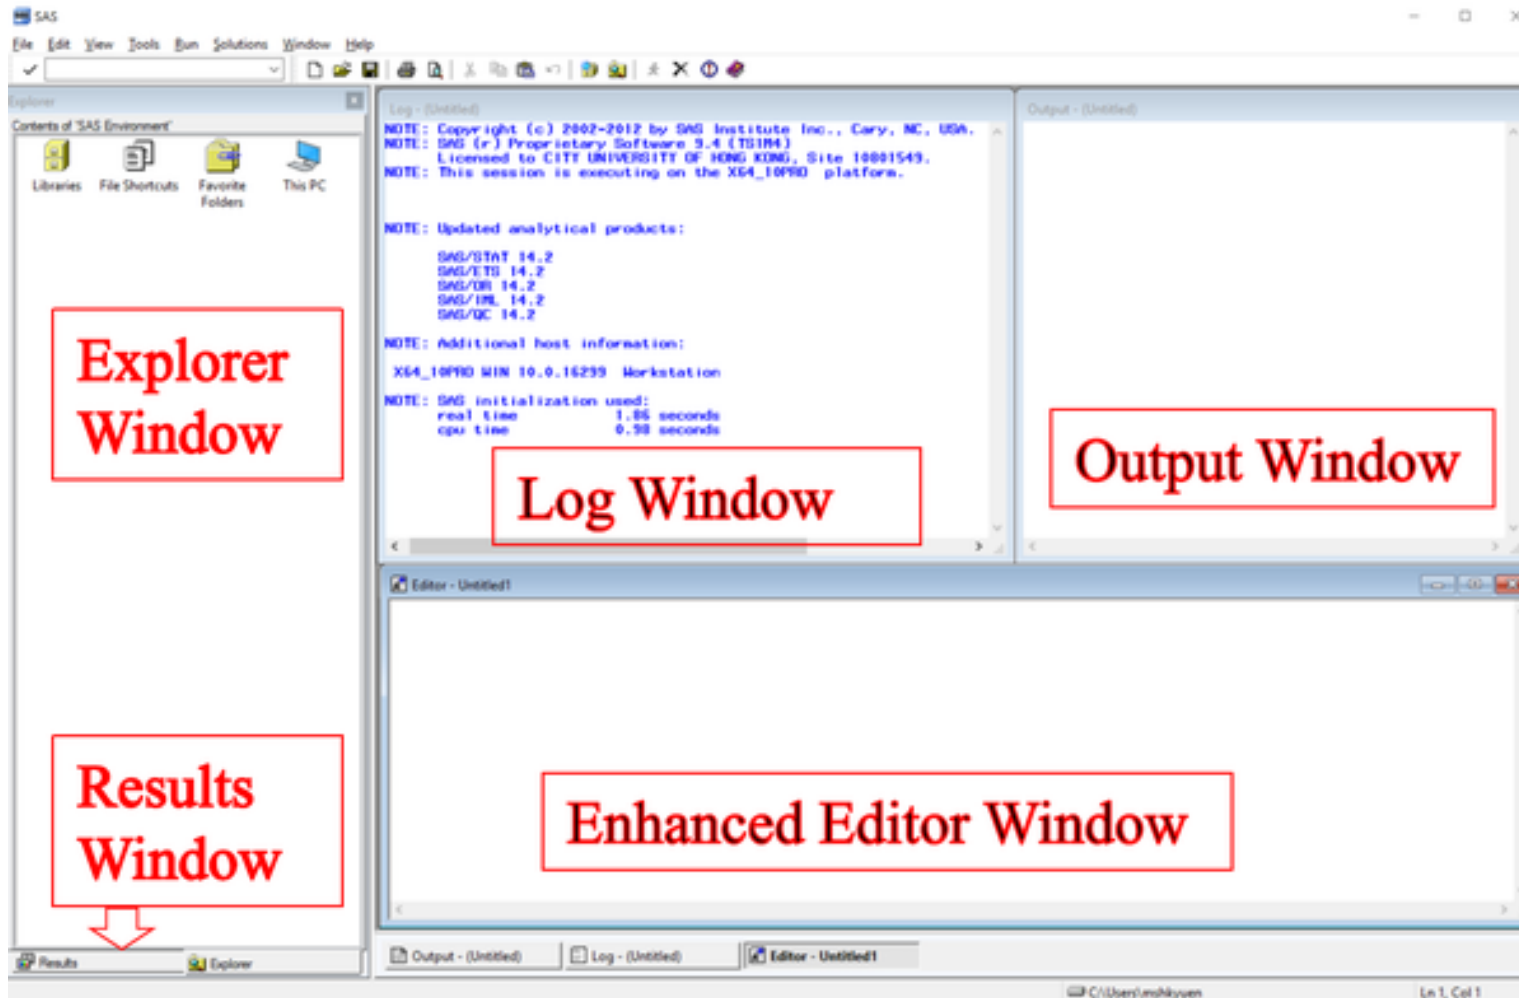 SAS
File Edit View Tools Run Solutions Window Help
Explorer
Contents of 'SAS Environment'
Libraries
File Shortcuts
Favorite
Folders
This PC
Explorer
Window
Results
Window
Results
Explorer
Log - (Untitled)
NOTE: Copyright (c) 2002-2012 by SAS Institute Inc., Cary, NC, USA.
NOTE: SAS (r) Proprietary Software 9.4 (TS1M4)
Licensed to CITY UNIVERSITY OF HONG KONG, Site 10801549.
NOTE: This session is executing on the X64_10PRO platform.
NOTE: Updated analytical products:
SAS/STAT 14.2
SAS/ETS 14.2
SAS/OR 14.2
SAS/IML 14.2
SAS/QC 14.2
NOTE: Additional host information:
X64_10PRO WIN 10.0.16299 Workstation
NOTE: SAS initialization used:
real time 1.86 seconds
cpu time 0.98 seconds
Log Window
Output - (Untitled)
Output Window
Editor - Untitled1
Enhanced Editor Window
Output - (Untitled)
Log - (Untitled)
Editor - Untitled1
C:\Users\mshkyuen
Ln 1, Col 1